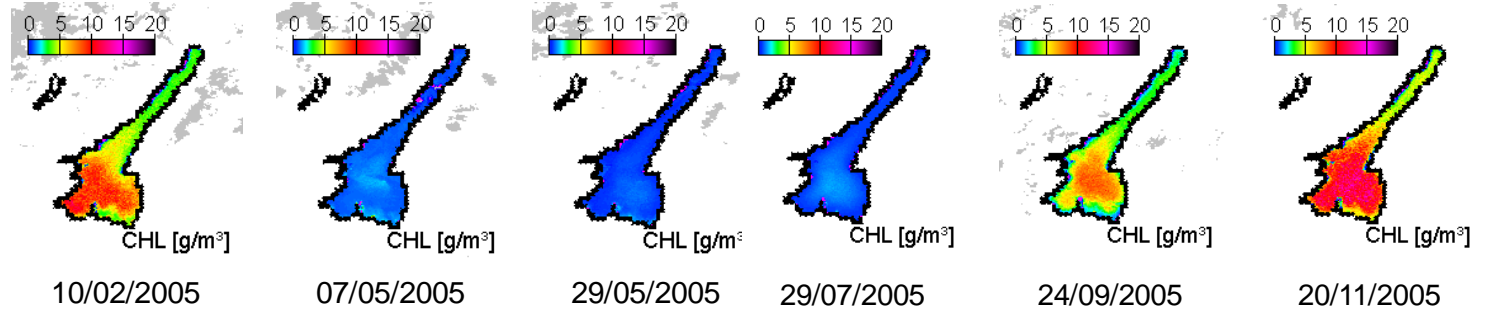 0 5 10 15 20
0 5 10 15 20
0 5 10 15 20
0 5 10 15 20
0 5 10 15 20
0 5 10 15 20
CHL [g/m³]
CHL [g/m³]
CHL [g/m³
CHL [g/m³]
CHL [g/m³]
CHL [g/m³]
10/02/2005
07/05/2005
29/05/2005
29/07/2005
24/09/2005
20/11/2005